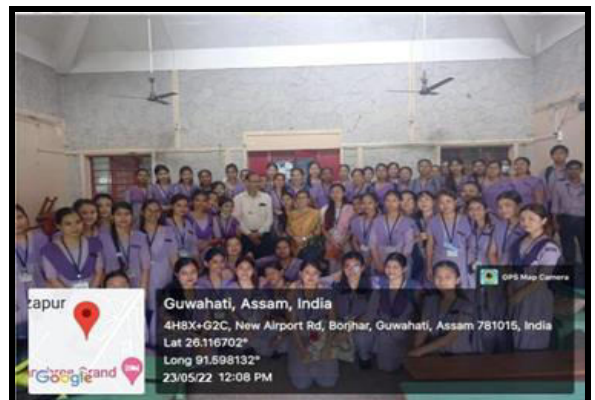 GPS Map Camera
zapur
Grand
Google
Guwahati, Assam, India
4H8X+G2C, New Airport Rd, Borjhar, Guwahati, Assam 781015, India
Lat 26.116702°
Long 91.598132°
23/05/22 12:08 PM